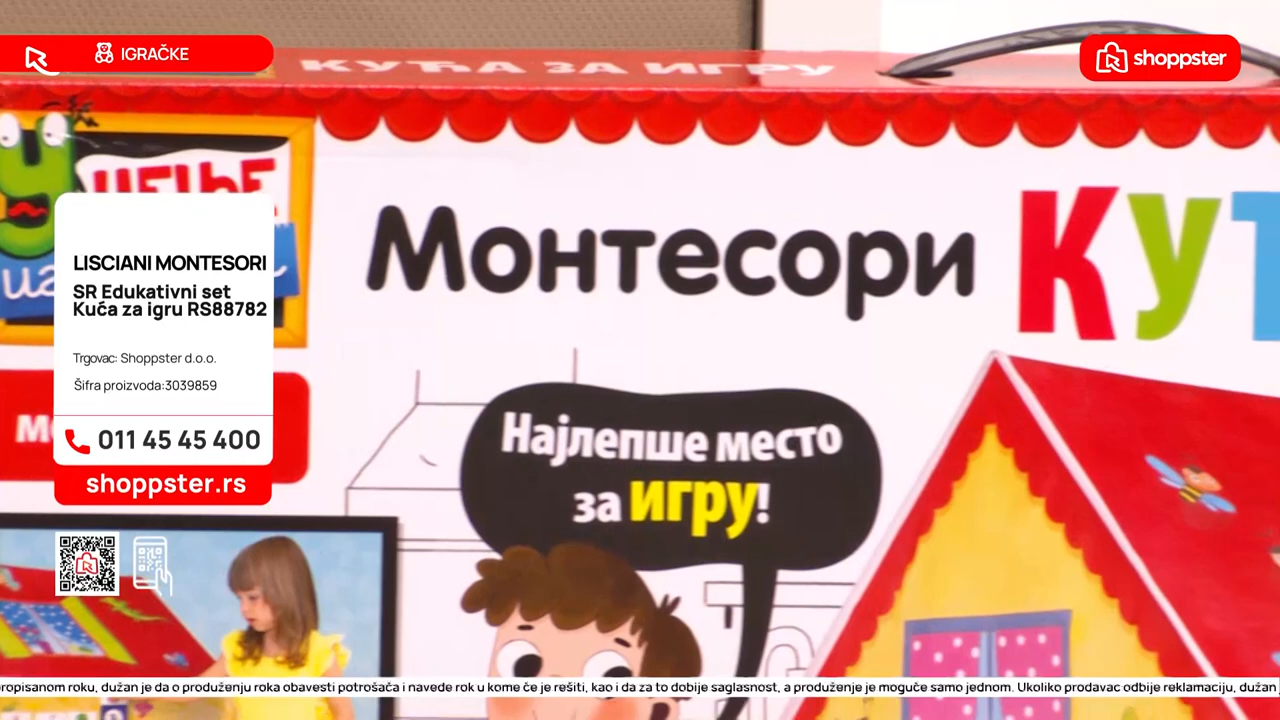 IGRAČKE
shoppster
КУЋА ЗА ИГРУ
Монтесори КУЋ
LISCIANI MONTESORI
SR Edukativni set
Kuća za igru RS88782
Trgovac: Shoppster d.o.o.
Šifra proizvoda:3039859
011 45 45 400
shoppster.rs
Најлепше место
за игру!
propisanom roku, dužan je da o produženju roka obavesti potrošača i navede rok u kome će je rešiti, kao i da za to dobije saglasnost, a produženje je moguće samo jednom. Ukoliko prodavac odbije reklamaciju, dužan